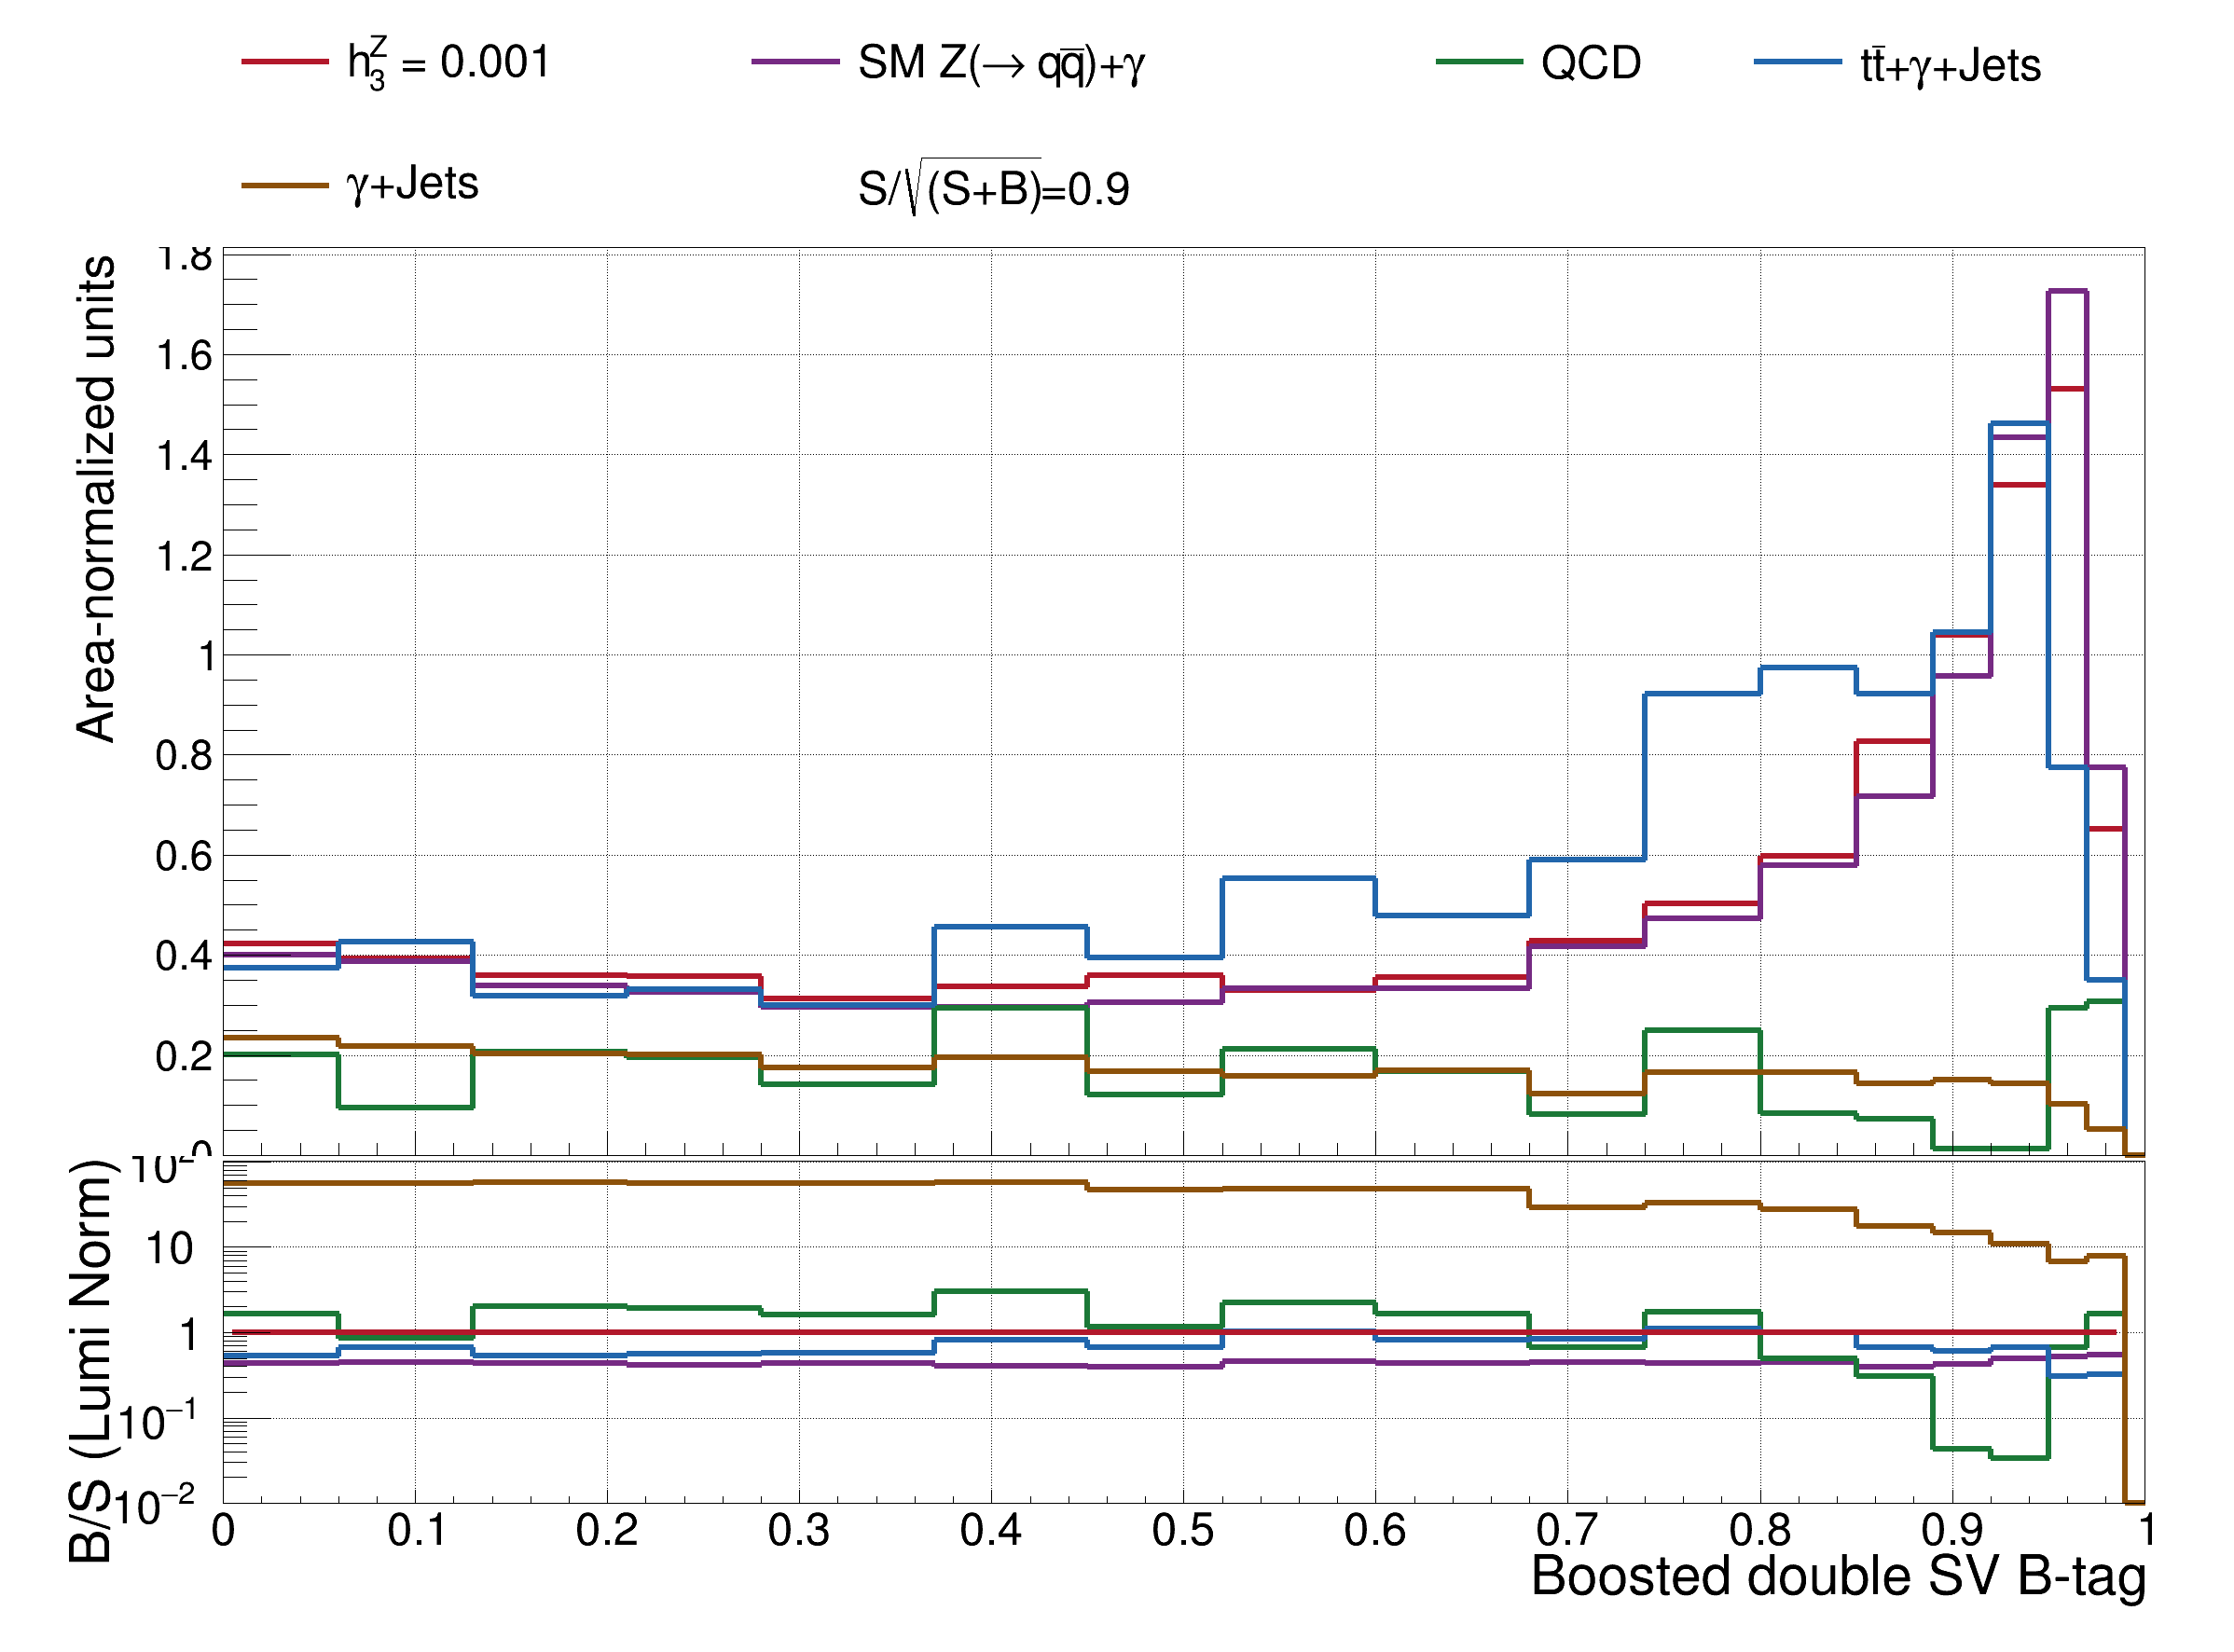 h₃ᶻ = 0.001
SM Z(→ qq̄)+γ
QCD
tt̄+γ+Jets
γ+Jets
S/√(S+B)=0.9
Area-normalized units
1.8
1.6
1.4
1.2
1
0.8
0.6
0.4
0.2
0
B/S (Lumi Norm)
10²
10
1
10⁻¹
10⁻²
0 0.1 0.2 0.3 0.4 0.5 0.6 0.7 0.8 0.9 1
Boosted double SV B-tag